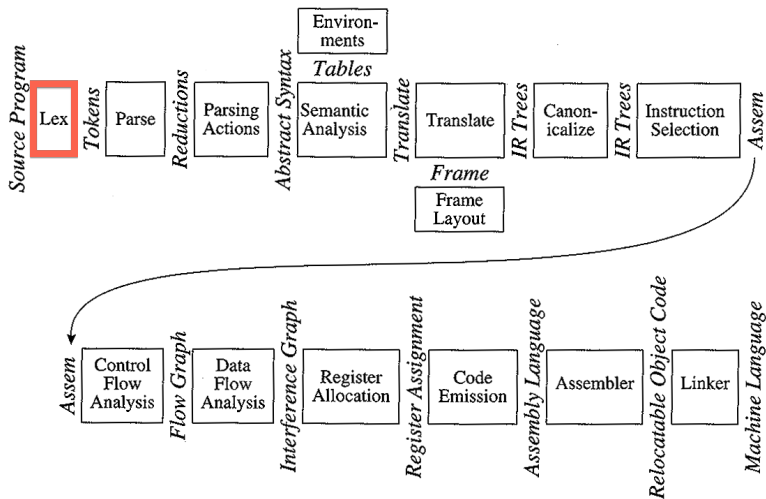 Source Program
Lex
Tokens
Parse
Reductions
Parsing
Actions
Abstract Syntax
Environ-
ments
Tables
Semantic
Analysis
Translate
Translate
Frame
Frame
Layout
IR Trees
Canon-
icalize
IR Trees
Instruction
Selection
Assem
Assem
Control
Flow
Analysis
Flow Graph
Data
Flow
Analysis
Interference Graph
Register
Allocation
Register Assignment
Code
Emission
Assembly Language
Assembler
Relocatable Object Code
Linker
Machine Language